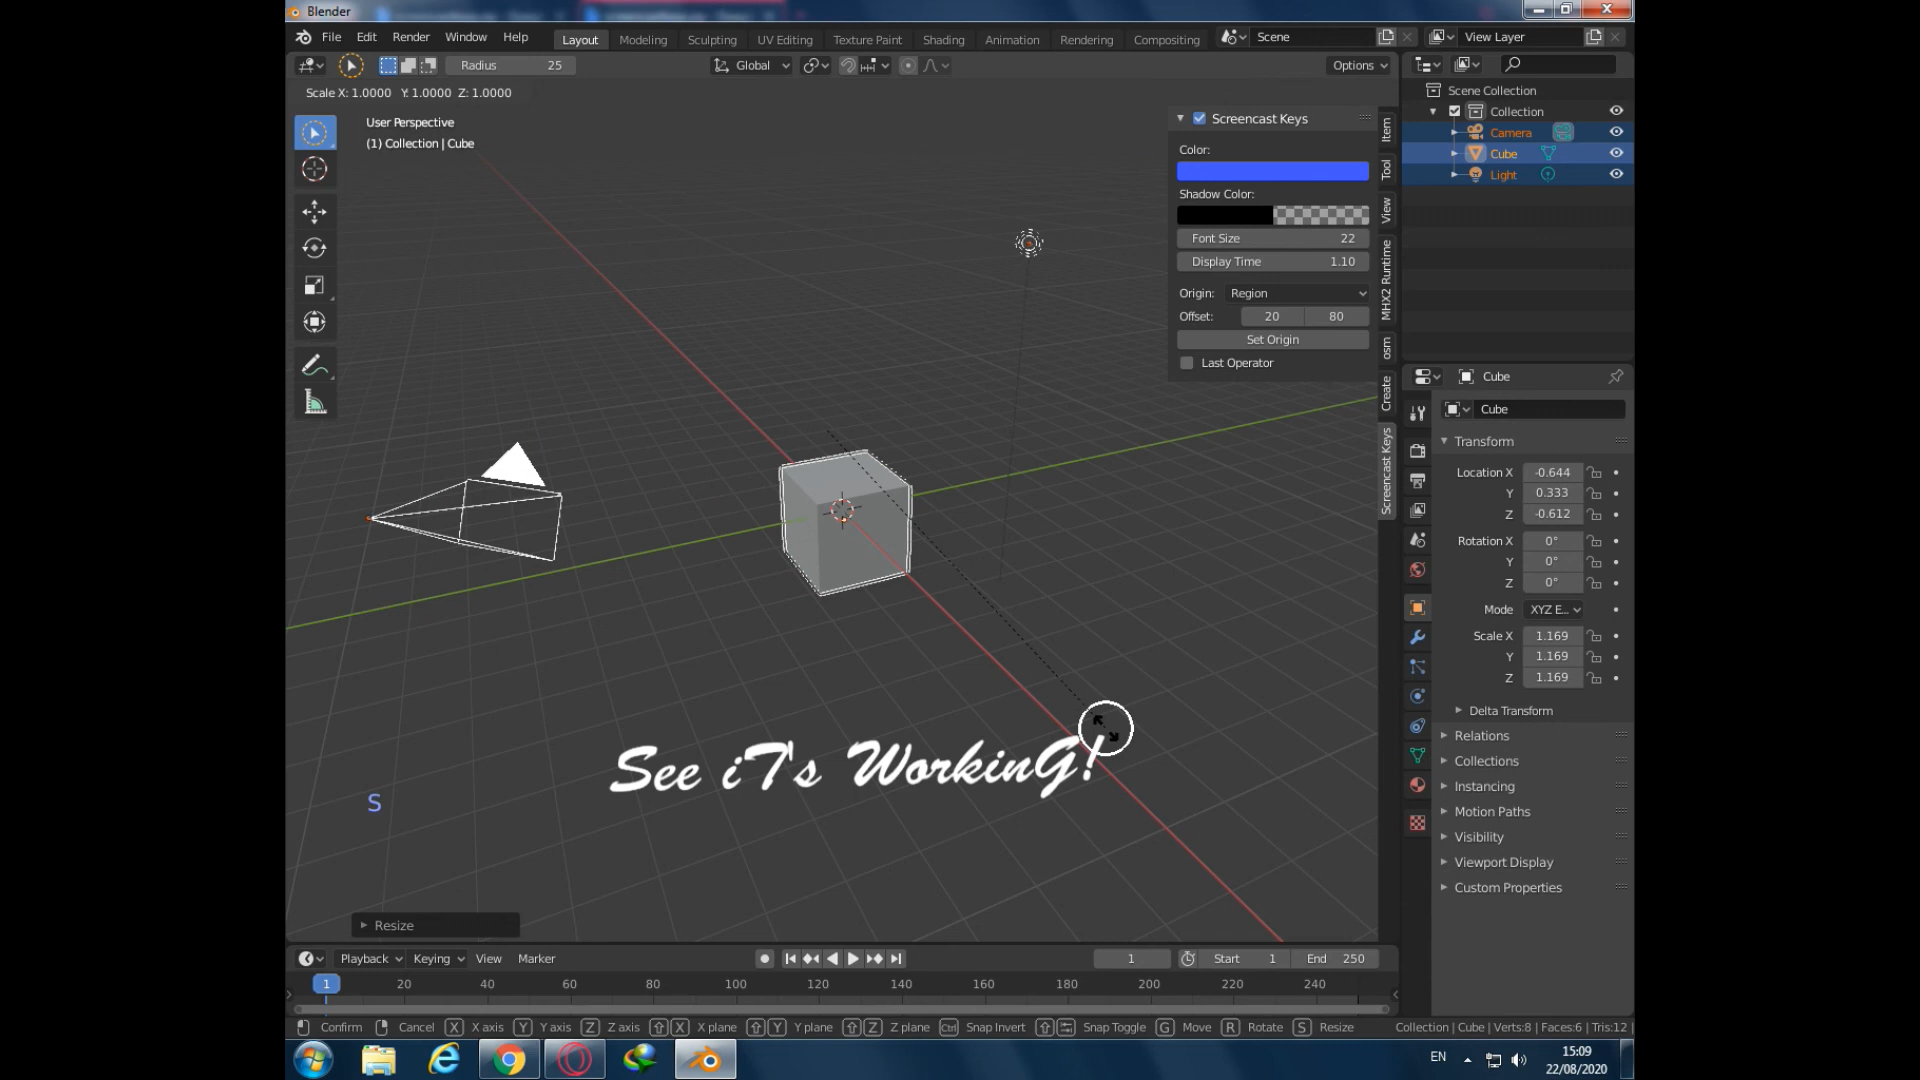 Blender
File Edit Render Window Help Layout Modeling Sculpting UV Editing Texture Paint Shading Animation Rendering Compositing Scene View Layer
Radius 25 Global Options
Scale X: 1.0000 Y: 1.0000 Z: 1.0000
User Perspective
(1) Collection | Cube
Screencast Keys
Color:
Shadow Color:
Font Size 22
Display Time 1.10
Origin: Region
Offset: 20 80
Set Origin
Last Operator
Item
Tool
View
MHX2 Runtime
osm
Create
Screencast Keys
Scene Collection
Collection
Camera
Cube
Light
Cube
Cube
Transform
Location X -0.644
Y 0.333
Z -0.612
Rotation X 0°
Y 0°
Z 0°
Mode XYZ E...
Scale X 1.169
Y 1.169
Z 1.169
Delta Transform
Relations
Collections
Instancing
Motion Paths
Visibility
Viewport Display
Custom Properties
See iT's WorkinG!
S
Resize
Playback Keying View Marker 1 Start 1 End 250
1 20 40 60 80 100 120 140 160 180 200 220 240
Confirm Cancel X X axis Y Y axis Z Z axis X X plane Y Y plane Z Z plane Ctrl Snap Invert Snap Toggle G Move R Rotate S Resize Collection | Cube | Verts:8 | Faces:6 | Tris:12 |
EN 15:09
22/08/2020